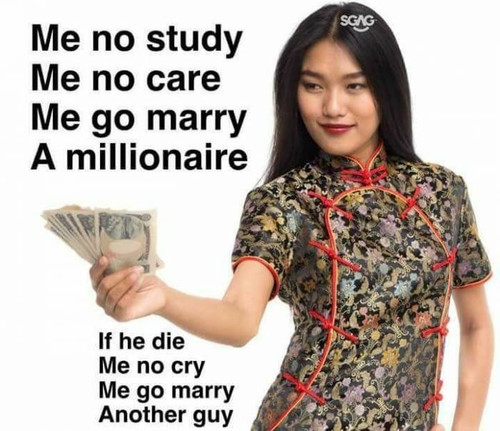 SGAG
Me no study
Me no care
Me go marry
A millionaire
If he die
Me no cry
Me go marry
Another guy